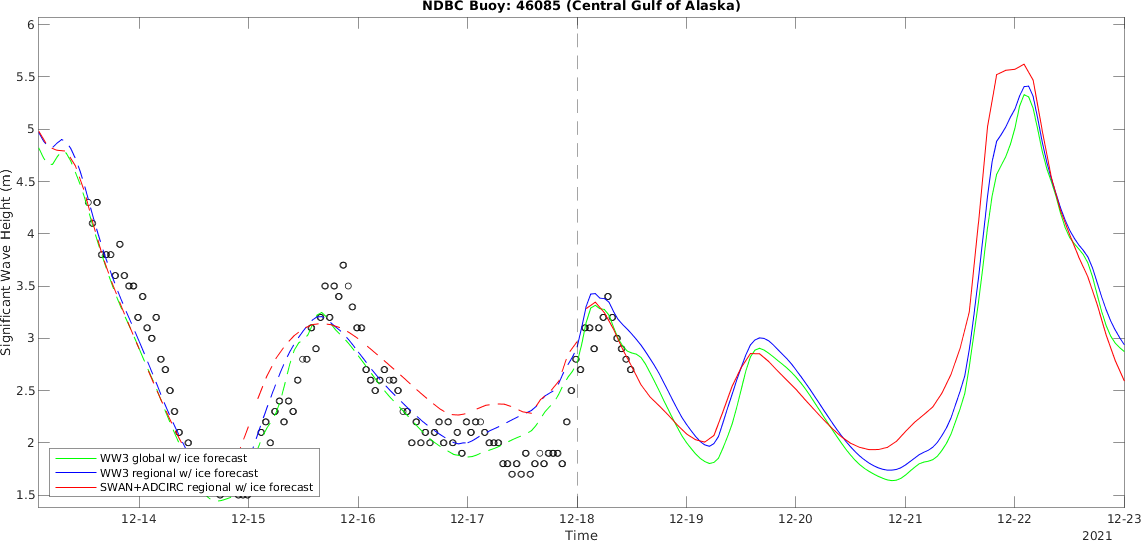 NDBC Buoy: 46085 (Central Gulf of Alaska)
6
5.5
5
4.5
4
3.5
3
2.5
2
1.5
Significant Wave Height (m)
WW3 global w/ ice forecast
WW3 regional w/ ice forecast
SWAN+ADCIRC regional w/ ice forecast
12-14 12-15 12-16 12-17 12-18 12-19 12-20 12-21 12-22 12-23
Time
2021